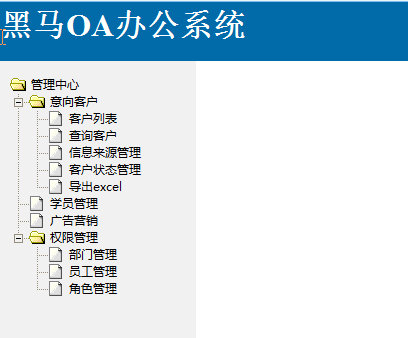 黑马OA办公系统
管理中心
意向客户
客户列表
查询客户
信息来源管理
客户状态管理
导出excel
学员管理
广告营销
权限管理
部门管理
员工管理
角色管理